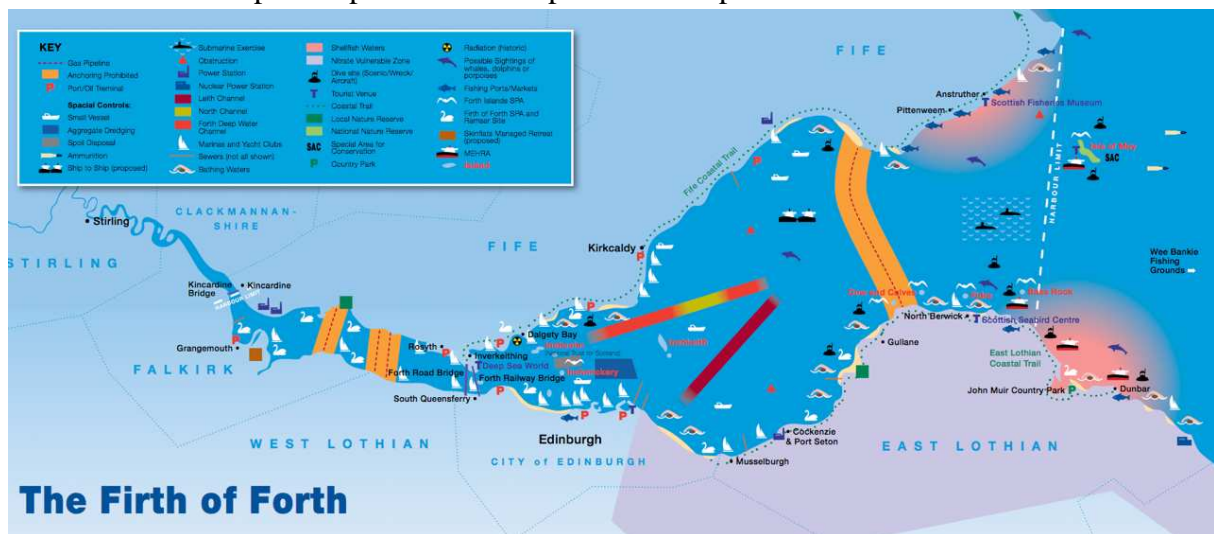 KEY
Gas Pipeline
Anchoring Prohibited
Port/Oil Terminal
Special Controls:
Small Vessel
Aggregate Dredging
Spoil Disposal
Ammunition
Ship to Ship (proposed)
Submarine Exercise
Obstruction
Power Station
Nuclear Power Station
Leith Channel
North Channel
Forth Deep Water
Channel
Marinas and Yacht Clubs
Sewers (not all shown)
Bathing Waters
Shellfish Waters
Nitrate Vulnerable Zone
Dive site (Scenic/Wreck/
Aircraft)
Tourist Venue
Coastal Trail
Local Nature Reserve
National Nature Reserve
SAC Special Area for
Conservation
Country Park
Radiation (historic)
Possible Sightings of
whales, dolphins or
porpoises
Fishing Ports/Markets
Forth Islands SPA
Firth of Forth SPA and
Ramsar Site
Skinflats Managed Retreat
(proposed)
MEHRA
Island
FIFE
Anstruther
Pittenweem
Scottish Fisheries Museum
Isle of May
SAC
HARBOUR LIMIT
Fife Coastal Trail
CLACKMANNAN-
SHIRE
Stirling
STIRLING
FIFE
Kirkcaldy
Wee Bankie
Fishing
Grounds
Kincardine
Bridge
Kincardine
HARBOUR LIMIT
Bass Rock
North Berwick
Scottish Seabird Centre
Gullane
Grangemouth
FALKIRK
Rosyth
Dalgety Bay
Inverkeithing
Deep Sea World
Forth Road Bridge
Forth Railway Bridge
South Queensferry
Inchkeith
East Lothian
Coastal Trail
John Muir Country Park
Dunbar
WEST LOTHIAN
Edinburgh
CITY of EDINBURGH
Cockenzie
& Port Seton
Musselburgh
EAST LOTHIAN
The Firth of Forth